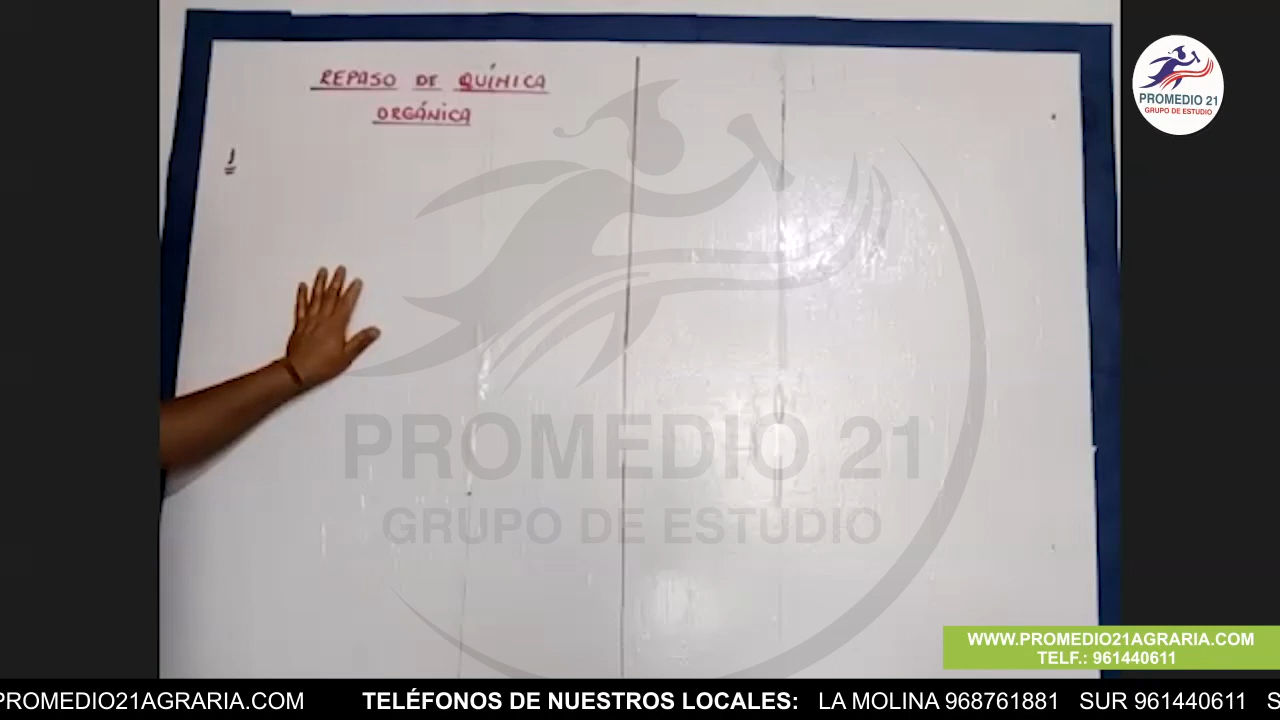 REPASO DE QUÍMICA
ORGÁNICA
1
PROMEDIO 21
GRUPO DE ESTUDIO
PROMEDIO 21
GRUPO DE ESTUDIO
WWW.PROMEDIO21AGRARIA.COM
TELF.: 961440611
PROMEDIO21AGRARIA.COM TELÉFONOS DE NUESTROS LOCALES: LA MOLINA 968761881 SUR 961440611 S